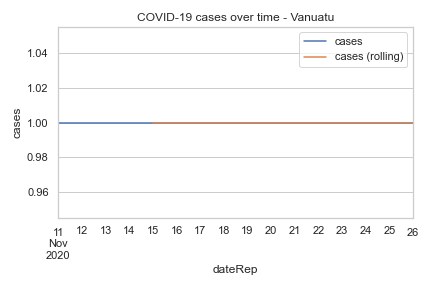 COVID-19 cases over time - Vanuatu
cases
cases (rolling)
1.04
1.02
1.00
0.98
0.96
cases
11 12 13 14 15 16 17 18 19 20 21 22 23 24 25 26
Nov
2020
dateRep